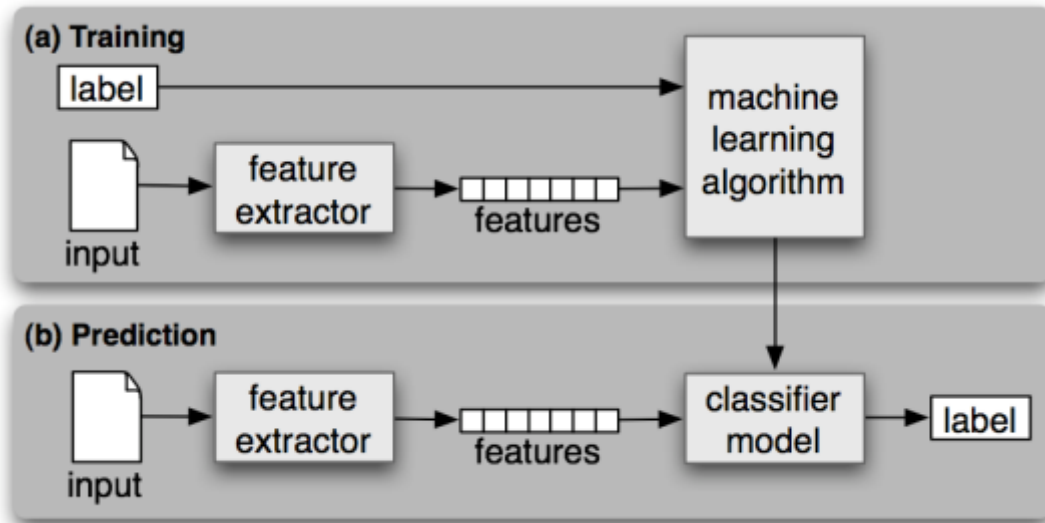 (a) Training
label
machine
learning
algorithm
feature
extractor
features
input
(b) Prediction
feature
extractor
features
classifier
model
label
input